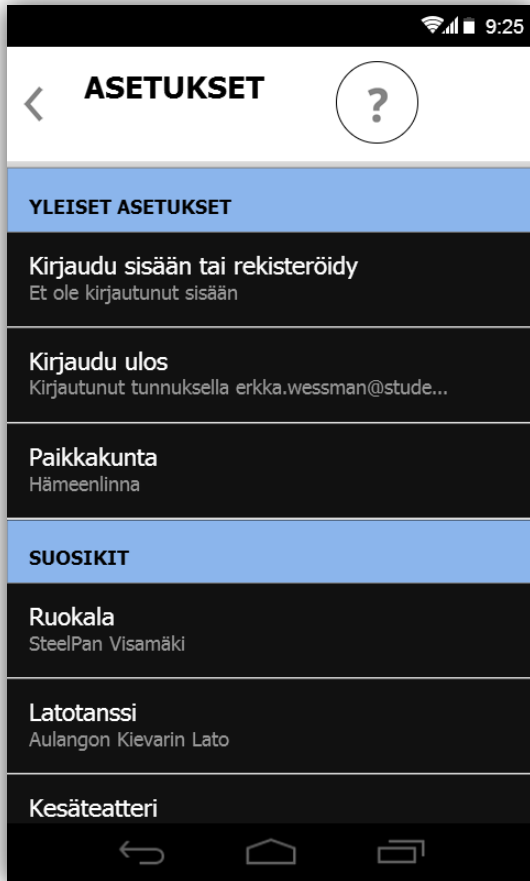 9:25
ASETUKSET
?
YLEISET ASETUKSET
Kirjaudu sisään tai rekisteröidy
Et ole kirjautunut sisään
Kirjaudu ulos
Kirjautunut tunnuksella erkka.wessman@stude...
Paikkakunta
Hämeenlinna
SUOSIKIT
Ruokala
SteelPan Visamäki
Latotanssi
Aulangon Kievarin Lato
Kesäteatteri